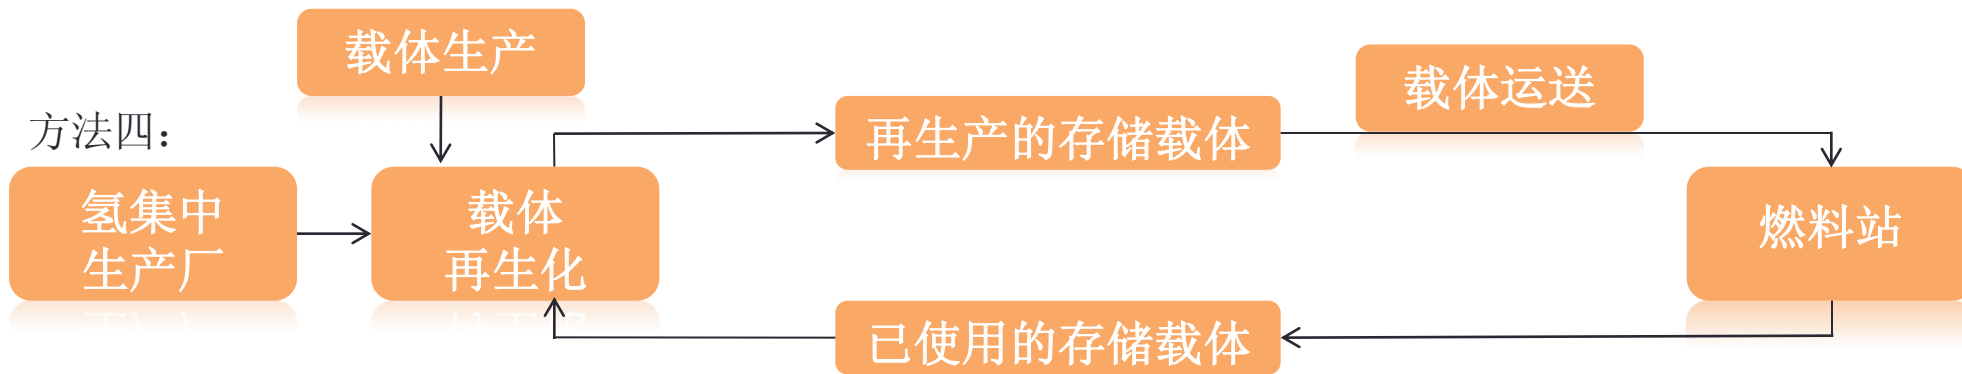 载体生产
载体运送
方法四：
再生产的存储载体
氢集中
生产厂
载体
再生化
燃料站
已使用的存储载体